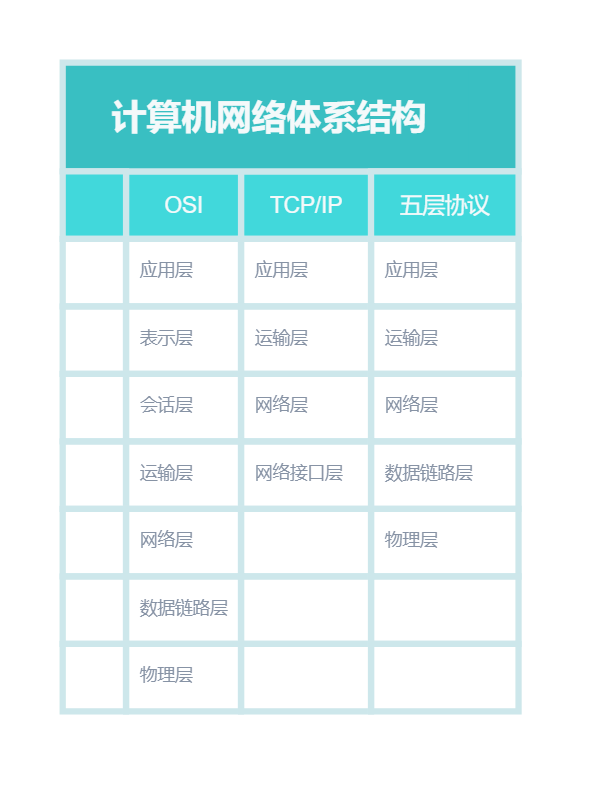 计算机网络体系结构
OSI TCP/IP 五层协议
应用层 应用层 应用层
表示层 运输层 运输层
会话层 网络层 网络层
运输层 网络接口层 数据链路层
网络层 物理层
数据链路层
物理层